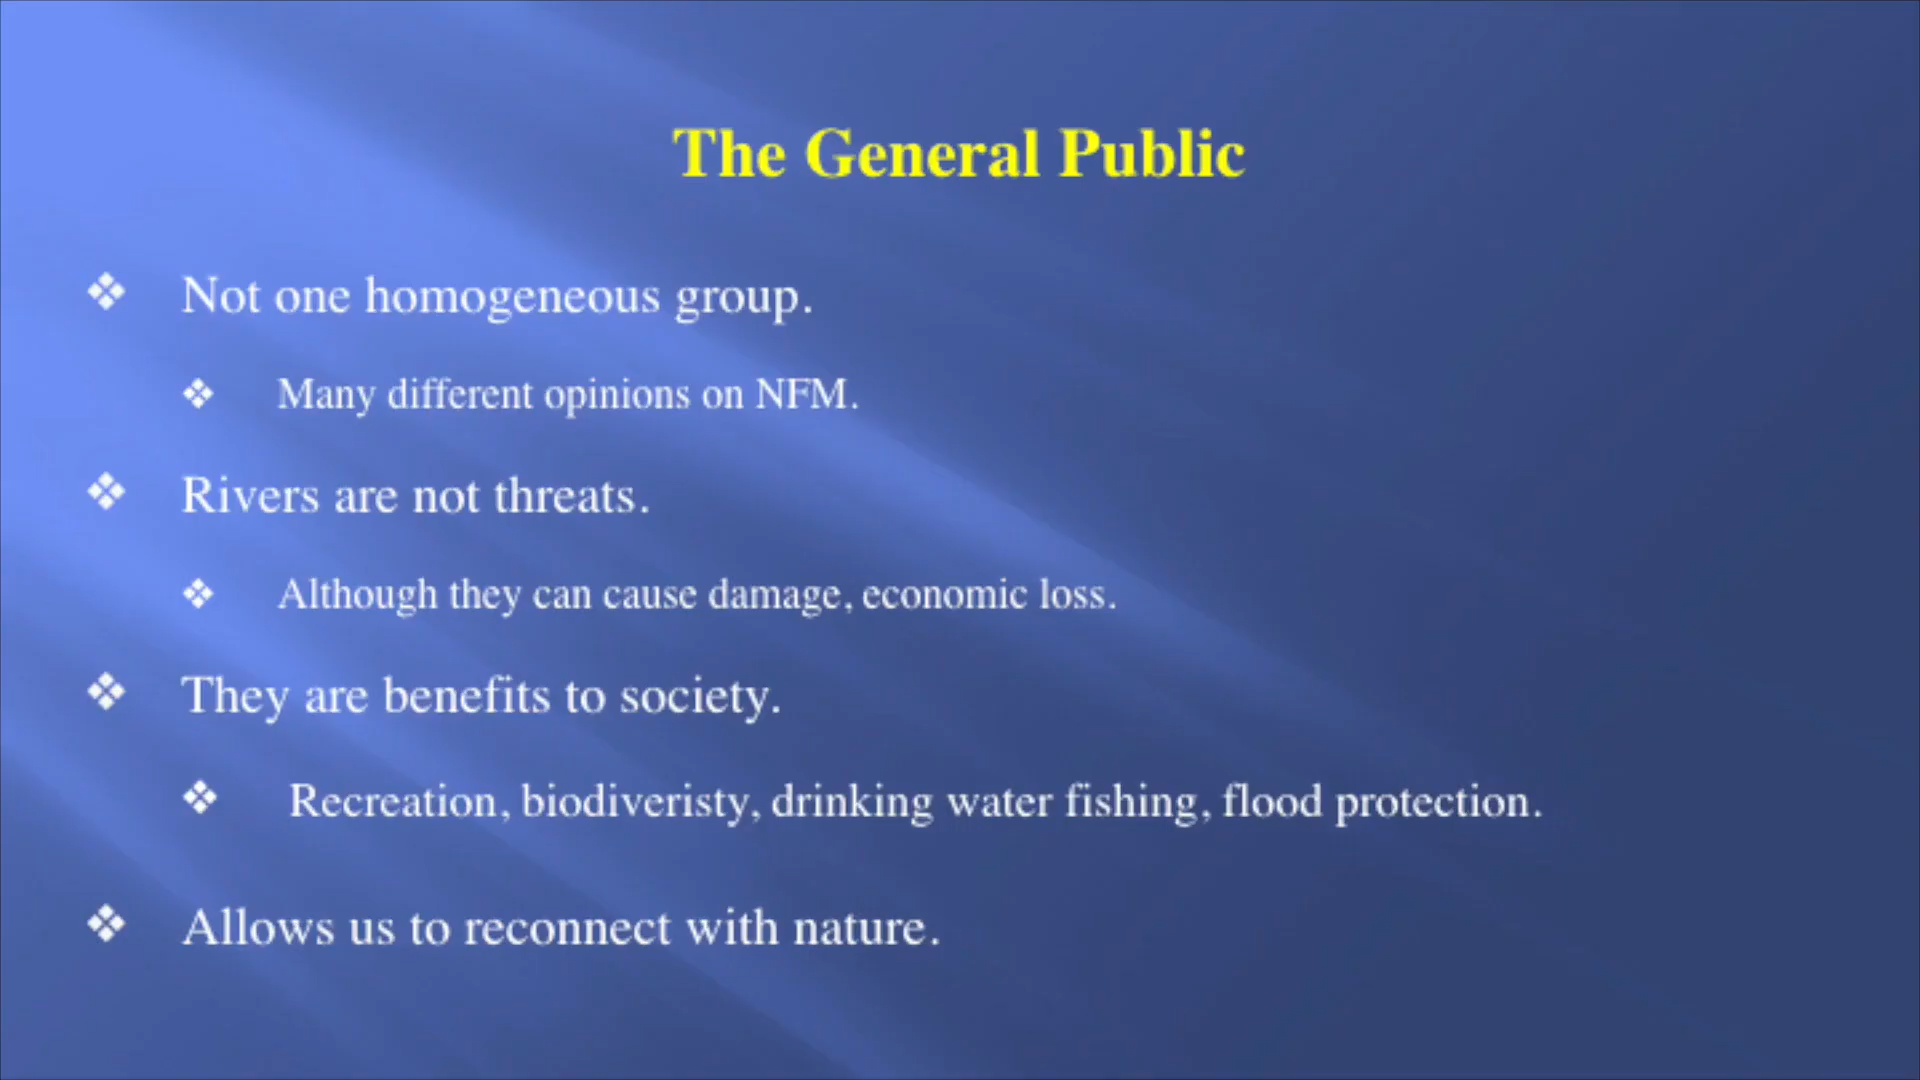 The General Public
❖ Not one homogeneous group.
❖ Many different opinions on NFM.
❖ Rivers are not threats.
❖ Although they can cause damage, economic loss.
❖ They are benefits to society.
❖ Recreation, biodiveristy, drinking water fishing, flood protection.
❖ Allows us to reconnect with nature.